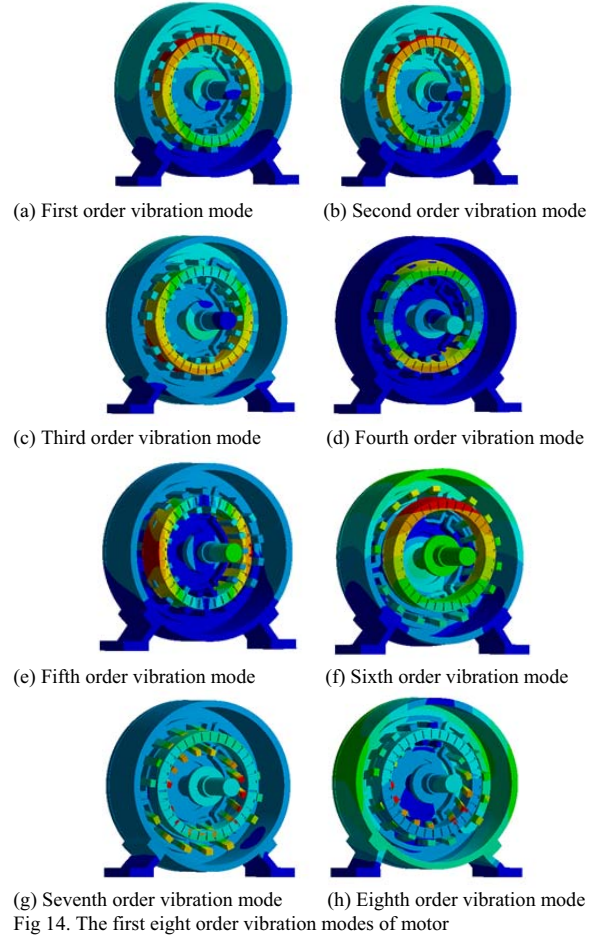 (a) First order vibration mode
(b) Second order vibration mode
(c) Third order vibration mode
(d) Fourth order vibration mode
(e) Fifth order vibration mode
(f) Sixth order vibration mode
(g) Seventh order vibration mode
(h) Eighth order vibration mode
Fig 14. The first eight order vibration modes of motor